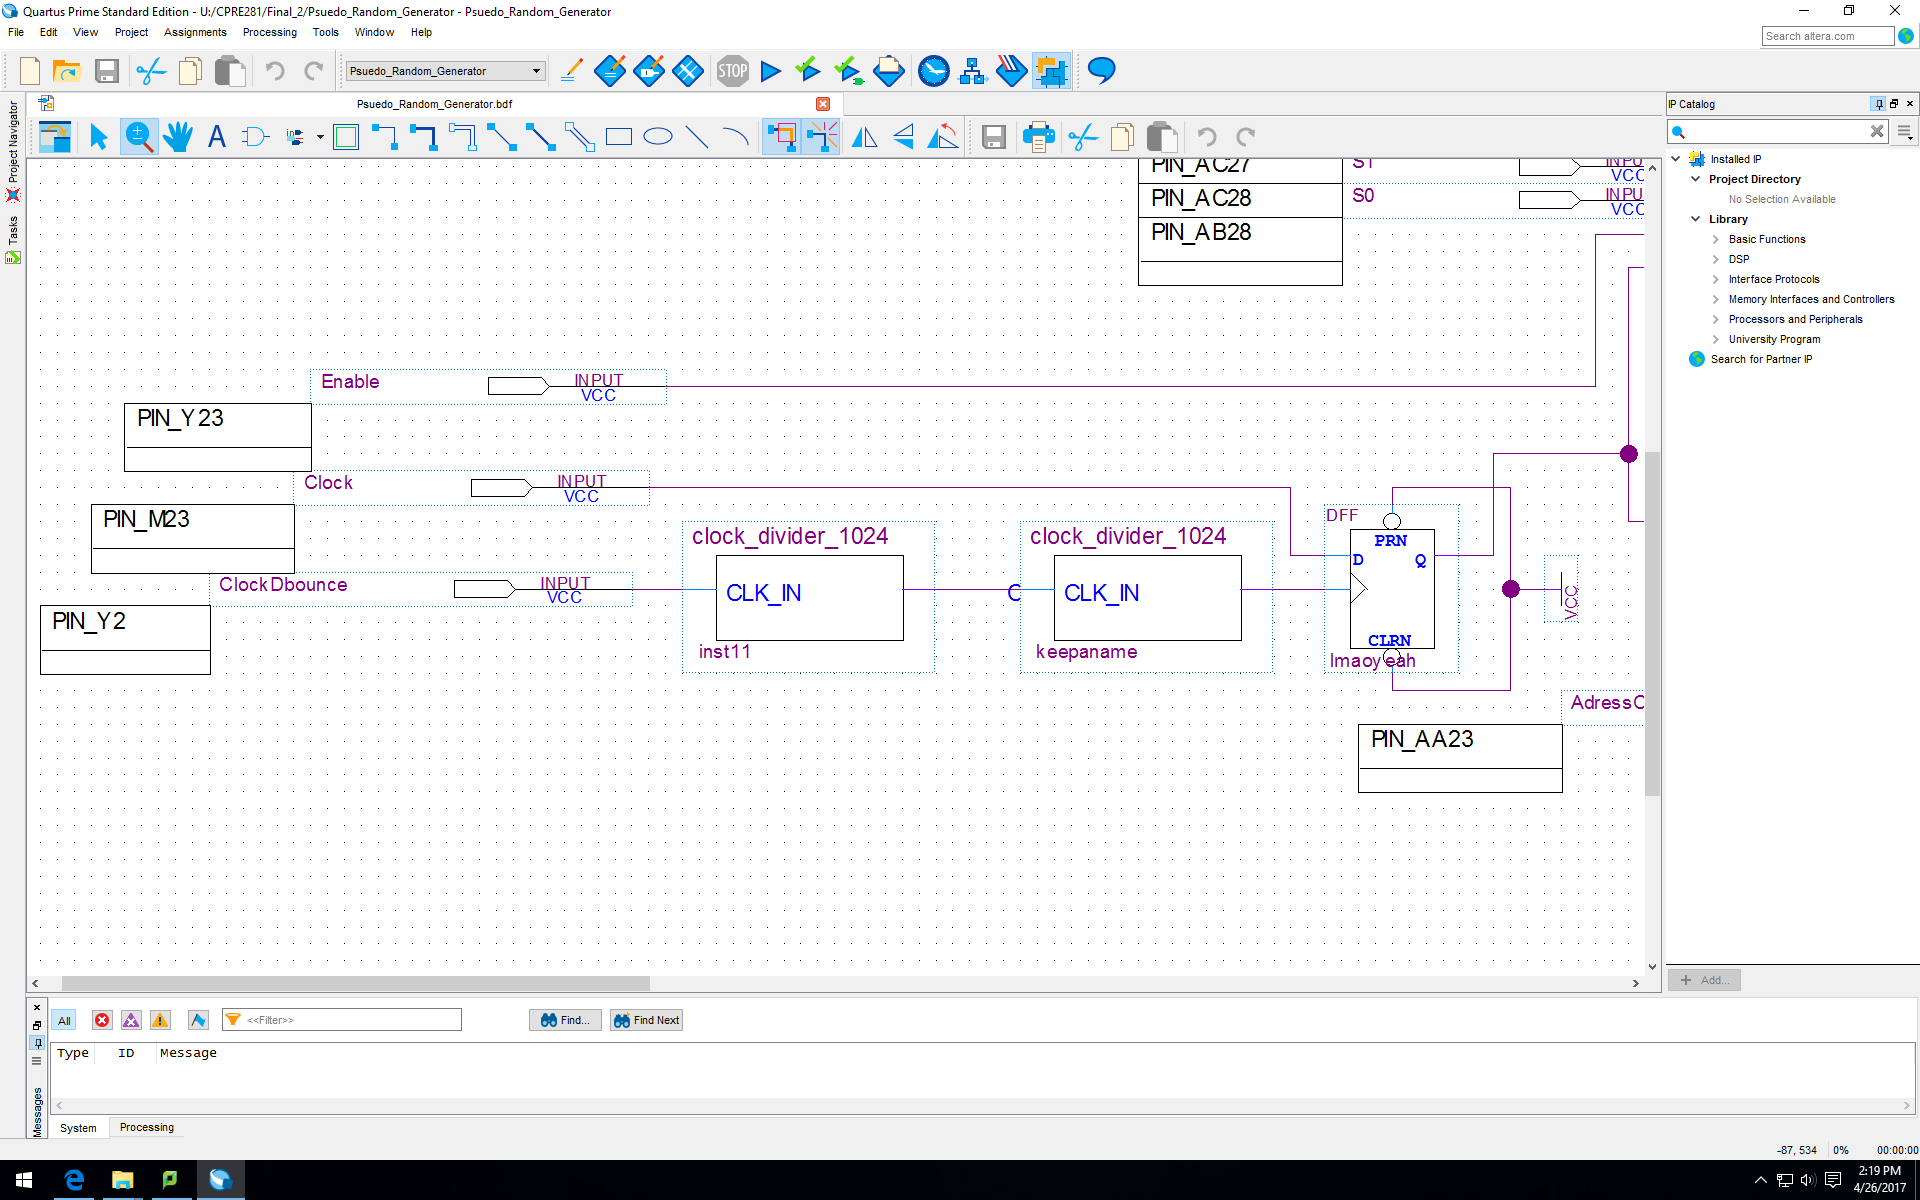 Quartus Prime Standard Edition - U:/CPRE281/Final_2/Psuedo_Random_Generator - Psuedo_Random_Generator
File Edit View Project Assignments Processing Tools Window Help
Search altera.com
STOP
Psuedo_Random_Generator
Psuedo_Random_Generator.bdf
A
IP Catalog
Project Navigator
Tasks
Installed IP
Project Directory
No Selection Available
Library
Basic Functions
DSP
Interface Protocols
Memory Interfaces and Controllers
Processors and Peripherals
University Program
Search for Partner IP
Add...
PIN_AC27
S1
INPU
VCC
PIN_AC28
S0
INPU
VCC
PIN_AB28
Enable
INPUT
VCC
PIN_Y23
Clock
INPUT
VCC
PIN_M23
ClockDbounce
INPUT
VCC
PIN_Y2
clock_divider_1024
CLK_IN
C
inst11
clock_divider_1024
CLK_IN
keepaname
DFF
PRN
D
Q
CLRN
lmaoyeah
VCC
AdressC
PIN_AA23
All
<<Filter>>
Find...
Find Next
Type ID Message
Messages
System Processing
-87, 534 0% 00:00:00
2:19 PM
4/26/2017